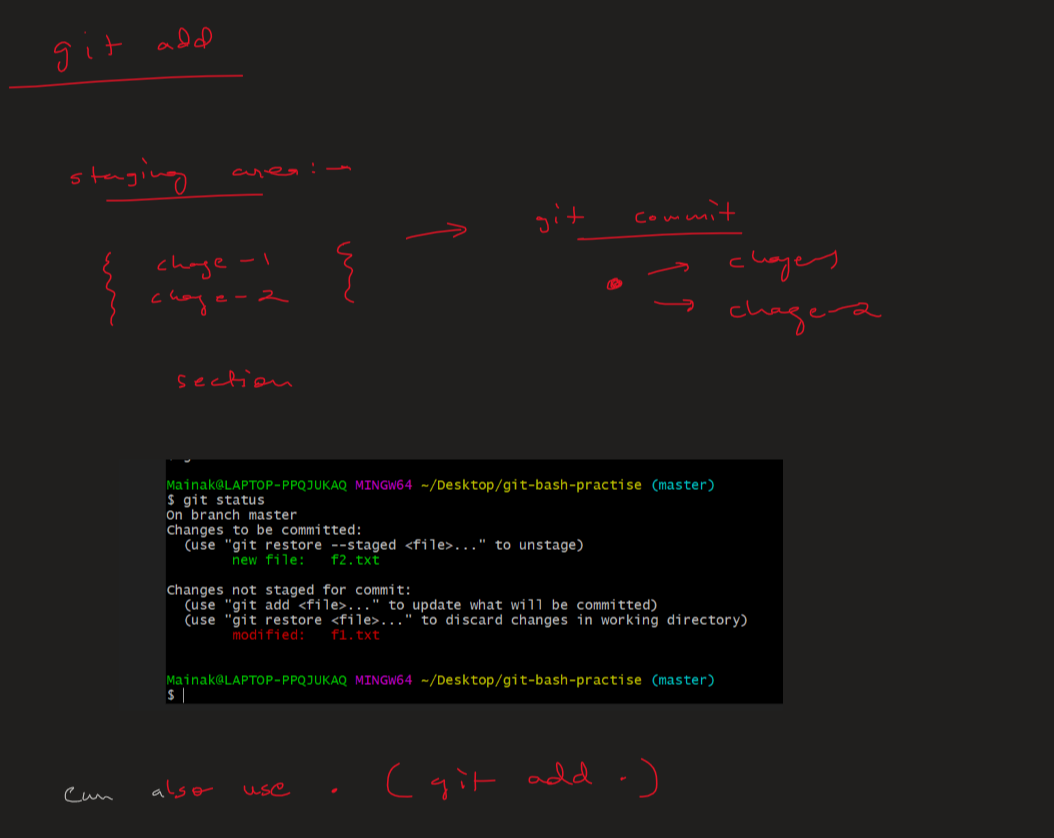 git add
staging area:-
{ chage-1 }
chage-2
section
git commit
→ chages
→ chage-2
Mainak@LAPTOP-PPQJUKAQ MINGW64 ~/Desktop/git-bash-practise (master)
$ git status
On branch master
Changes to be committed:
  (use "git restore --staged <file>..." to unstage)
        new file:   f2.txt
Changes not staged for commit:
  (use "git add <file>..." to update what will be committed)
  (use "git restore <file>..." to discard changes in working directory)
        modified:   f1.txt
Mainak@LAPTOP-PPQJUKAQ MINGW64 ~/Desktop/git-bash-practise (master)
$
can also use . (git add .)